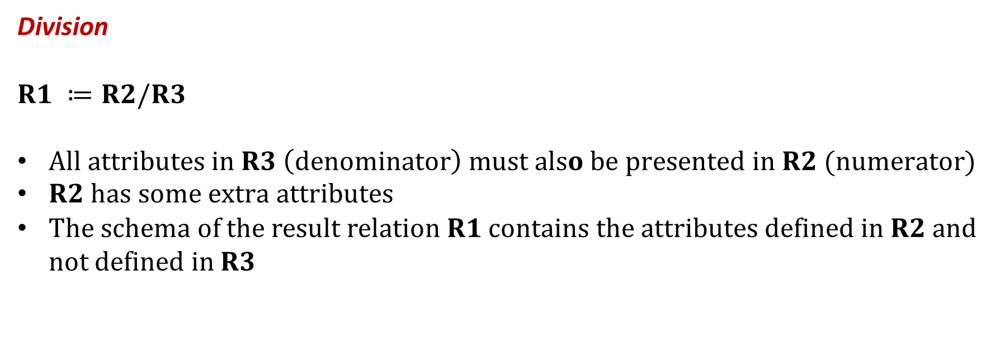 Division
R1 ≔ R2/R3
• All attributes in R3 (denominator) must also be presented in R2 (numerator)
• R2 has some extra attributes
• The schema of the result relation R1 contains the attributes defined in R2 and
not defined in R3